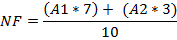 NF = (A1 * 7) + (A2 * 3)
10